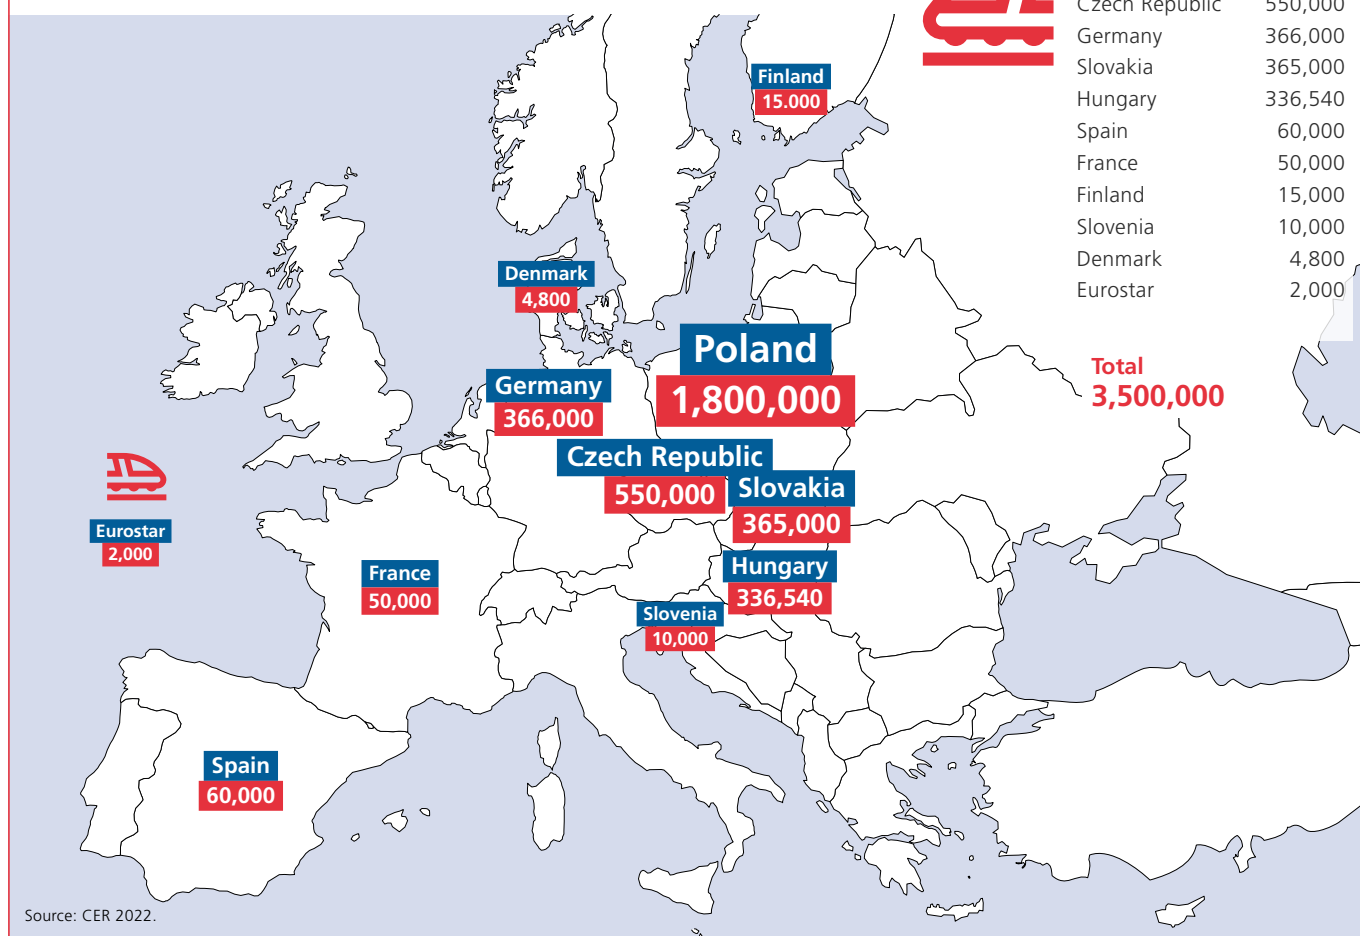 Czech Republic 550,000
Germany 366,000
Slovakia 365,000
Hungary 336,540
Spain 60,000
France 50,000
Finland 15,000
Slovenia 10,000
Denmark 4,800
Eurostar 2,000
Total
3,500,000
Finland
15.000
Denmark
4,800
Poland
1,800,000
Germany
366,000
Czech Republic
550,000
Slovakia
365,000
Eurostar
2,000
France
50,000
Hungary
336,540
Slovenia
10,000
Spain
60,000
Source: CER 2022.